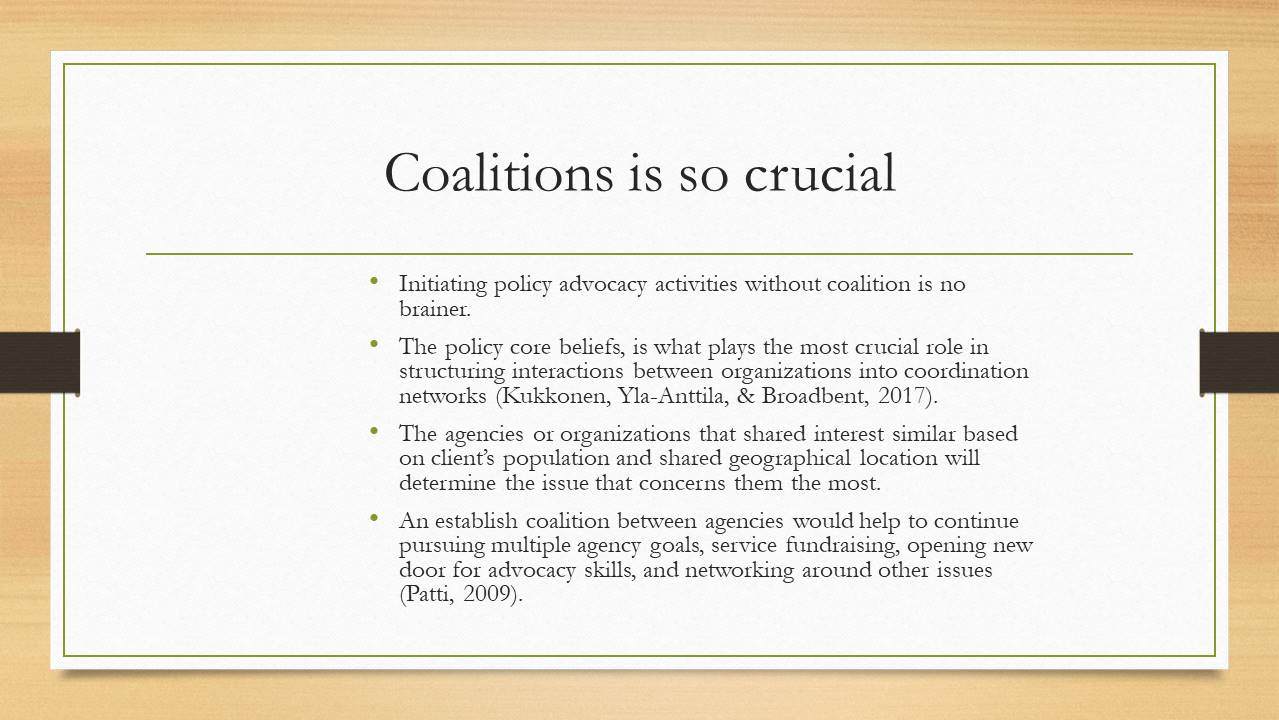 Coalitions is so crucial
• Initiating policy advocacy activities without coalition is no
brainer.
• The policy core beliefs, is what plays the most crucial role in
structuring interactions between organizations into coordination
networks (Kukkonen, Yla-Anttila, & Broadbent, 2017).
• The agencies or organizations that shared interest similar based
on client’s population and shared geographical location will
determine the issue that concerns them the most.
• An establish coalition between agencies would help to continue
pursuing multiple agency goals, service fundraising, opening new
door for advocacy skills, and networking around other issues
(Patti, 2009).